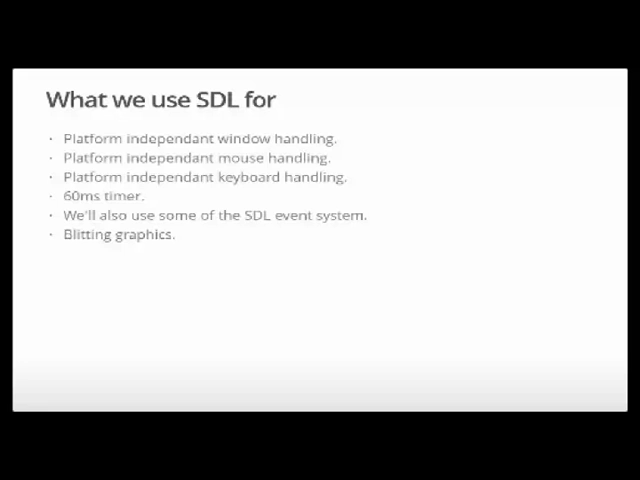 What we use SDL for
· Platform independant window handling.
· Platform independant mouse handling.
· Platform independant keyboard handling.
· 60ms timer.
· We'll also use some of the SDL event system.
· Blitting graphics.